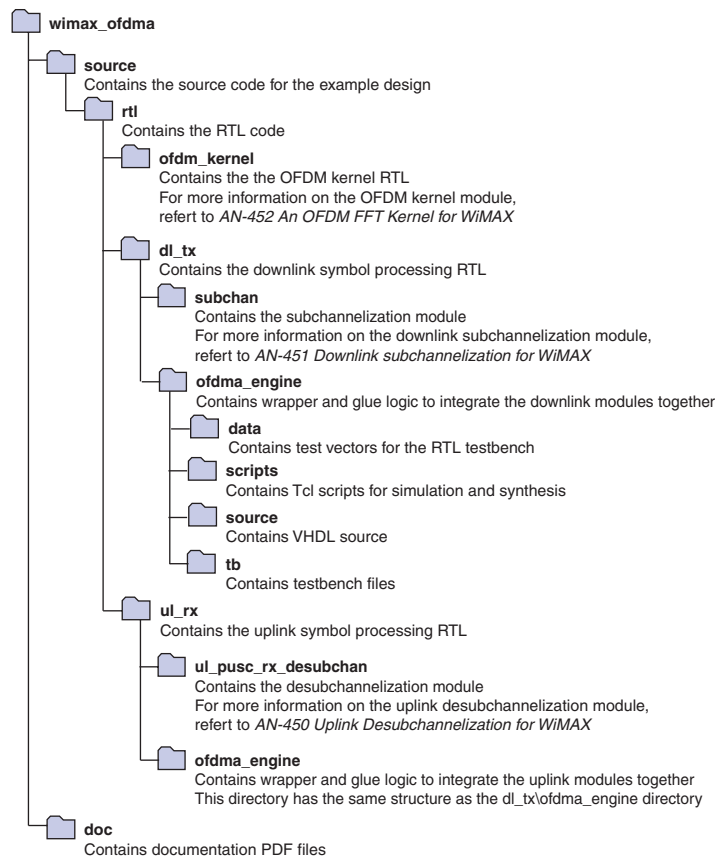 wimax_ofdma
source
Contains the source code for the example design
rtl
Contains the RTL code
ofdm_kernel
Contains the the OFDM kernel RTL
For more information on the OFDM kernel module,
refert to AN-452 An OFDM FFT Kernel for WiMAX
dl_tx
Contains the downlink symbol processing RTL
subchan
Contains the subchannelization module
For more information on the downlink subchannelization module,
refert to AN-451 Downlink subchannelization for WiMAX
ofdma_engine
Contains wrapper and glue logic to integrate the downlink modules together
data
Contains test vectors for the RTL testbench
scripts
Contains Tcl scripts for simulation and synthesis
source
Contains VHDL source
tb
Contains testbench files
ul_rx
Contains the uplink symbol processing RTL
ul_pusc_rx_desubchan
Contains the desubchannelization module
For more information on the uplink desubchannelization module,
refert to AN-450 Uplink Desubchannelization for WiMAX
ofdma_engine
Contains wrapper and glue logic to integrate the uplink modules together
This directory has the same structure as the dl_tx\ofdma_engine directory
doc
Contains documentation PDF files